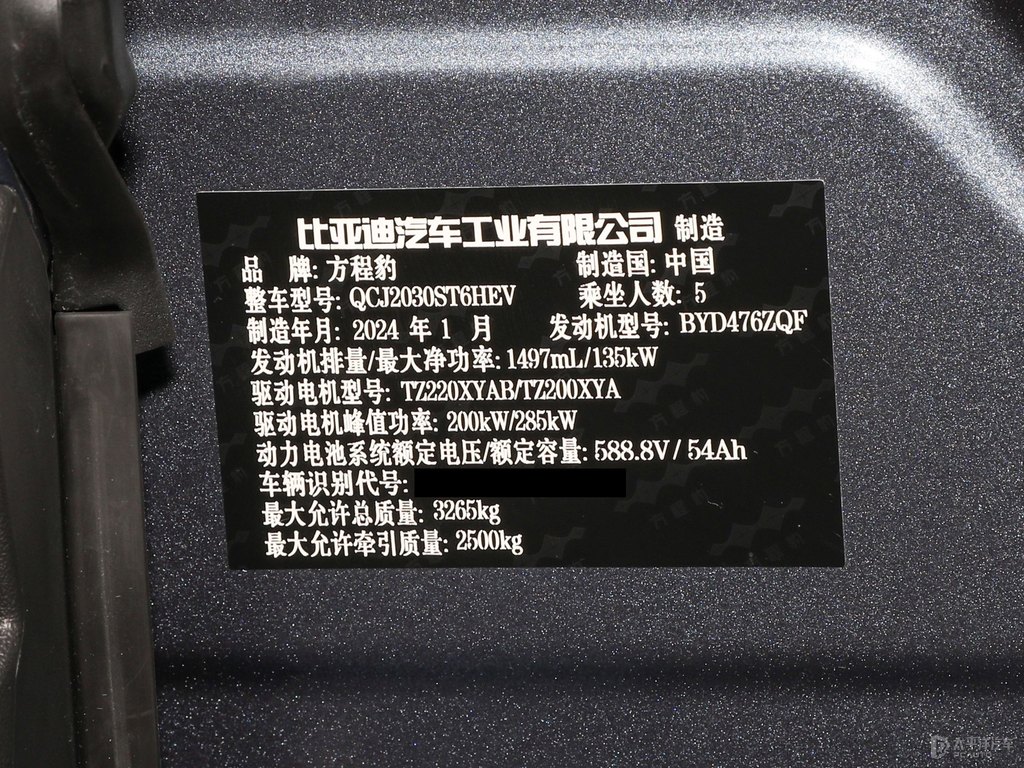 比亚迪汽车工业有限公司 制造
品 牌: 方程豹 制造国: 中国
整车型号: QCJ2030ST6HEV 乘坐人数: 5
制造年月: 2024 年 1 月 发动机型号: BYD476ZQF
发动机排量/最大净功率: 1497mL/135kW
驱动电机型号: TZ220XYAB/TZ200XYA
驱动电机峰值功率: 200kW/285kW
动力电池系统额定电压/额定容量: 588.8V / 54Ah
车辆识别代号:
最大允许总质量: 3265kg
最大允许牵引质量: 2500kg
太平洋汽车